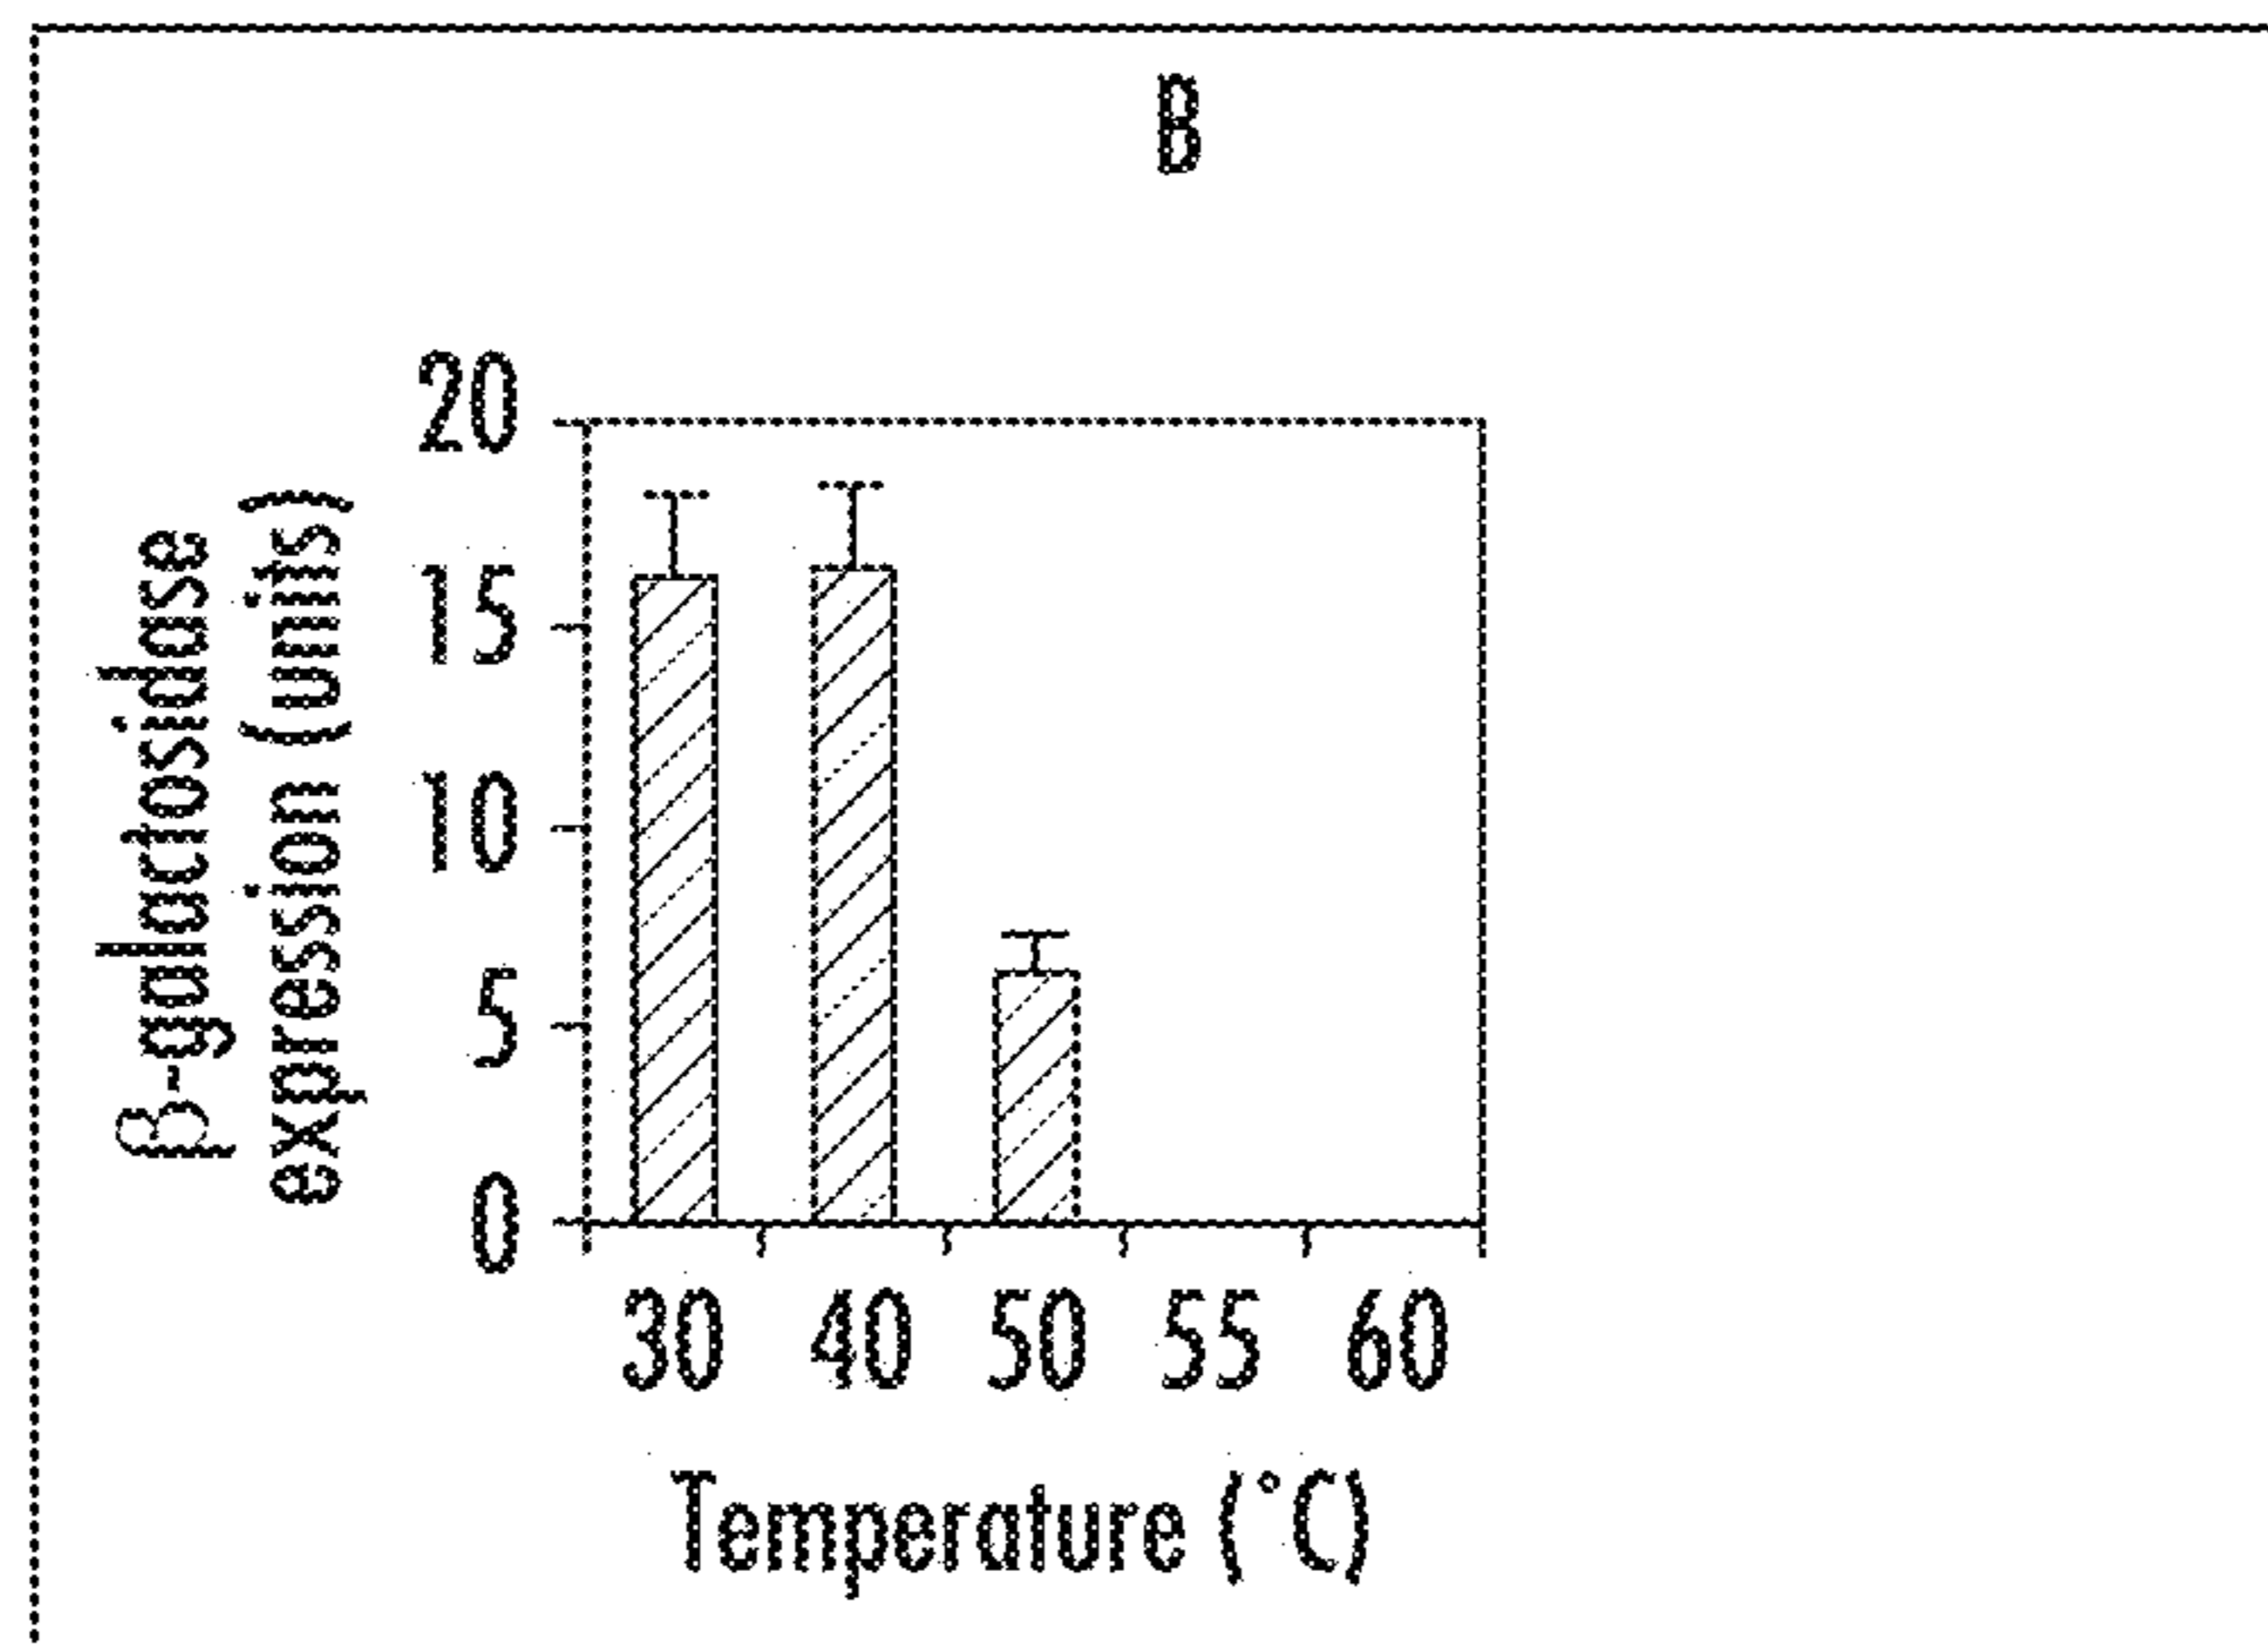 B
β-galactosidase
expression (units)
20
15
10
5
0
30 40 50 55 60
Temperature (°C)